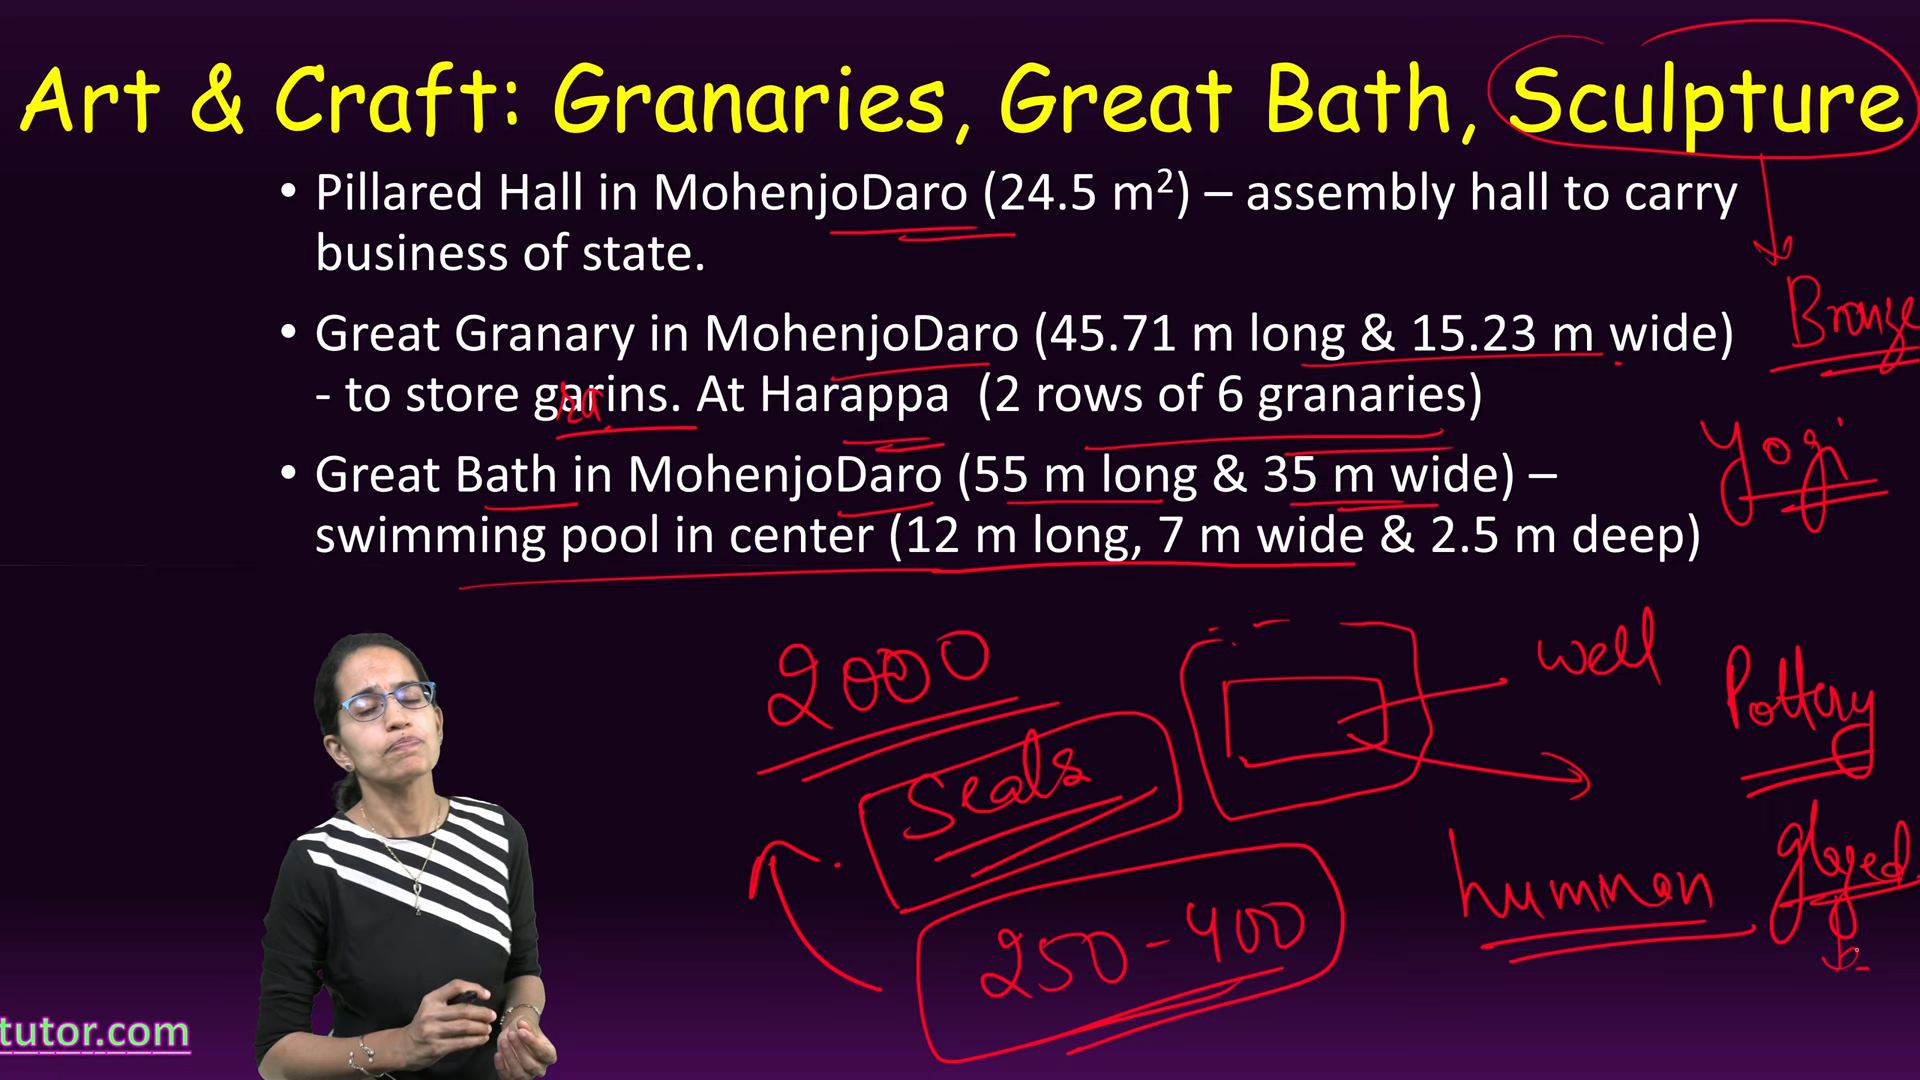 Art & Craft: Granaries, Great Bath, Sculpture
• Pillared Hall in MohenjoDaro (24.5 m²) – assembly hall to carry
business of state.
• Great Granary in MohenjoDaro (45.71 m long & 15.23 m wide)
- to store garins. At Harappa (2 rows of 6 granaries)
• Great Bath in MohenjoDaro (55 m long & 35 m wide) –
swimming pool in center (12 m long, 7 m wide & 2.5 m deep)
ra
Bronze
Yogi
2000
well
Seals
Pottery
250-400
humman
glazed
tutor.com